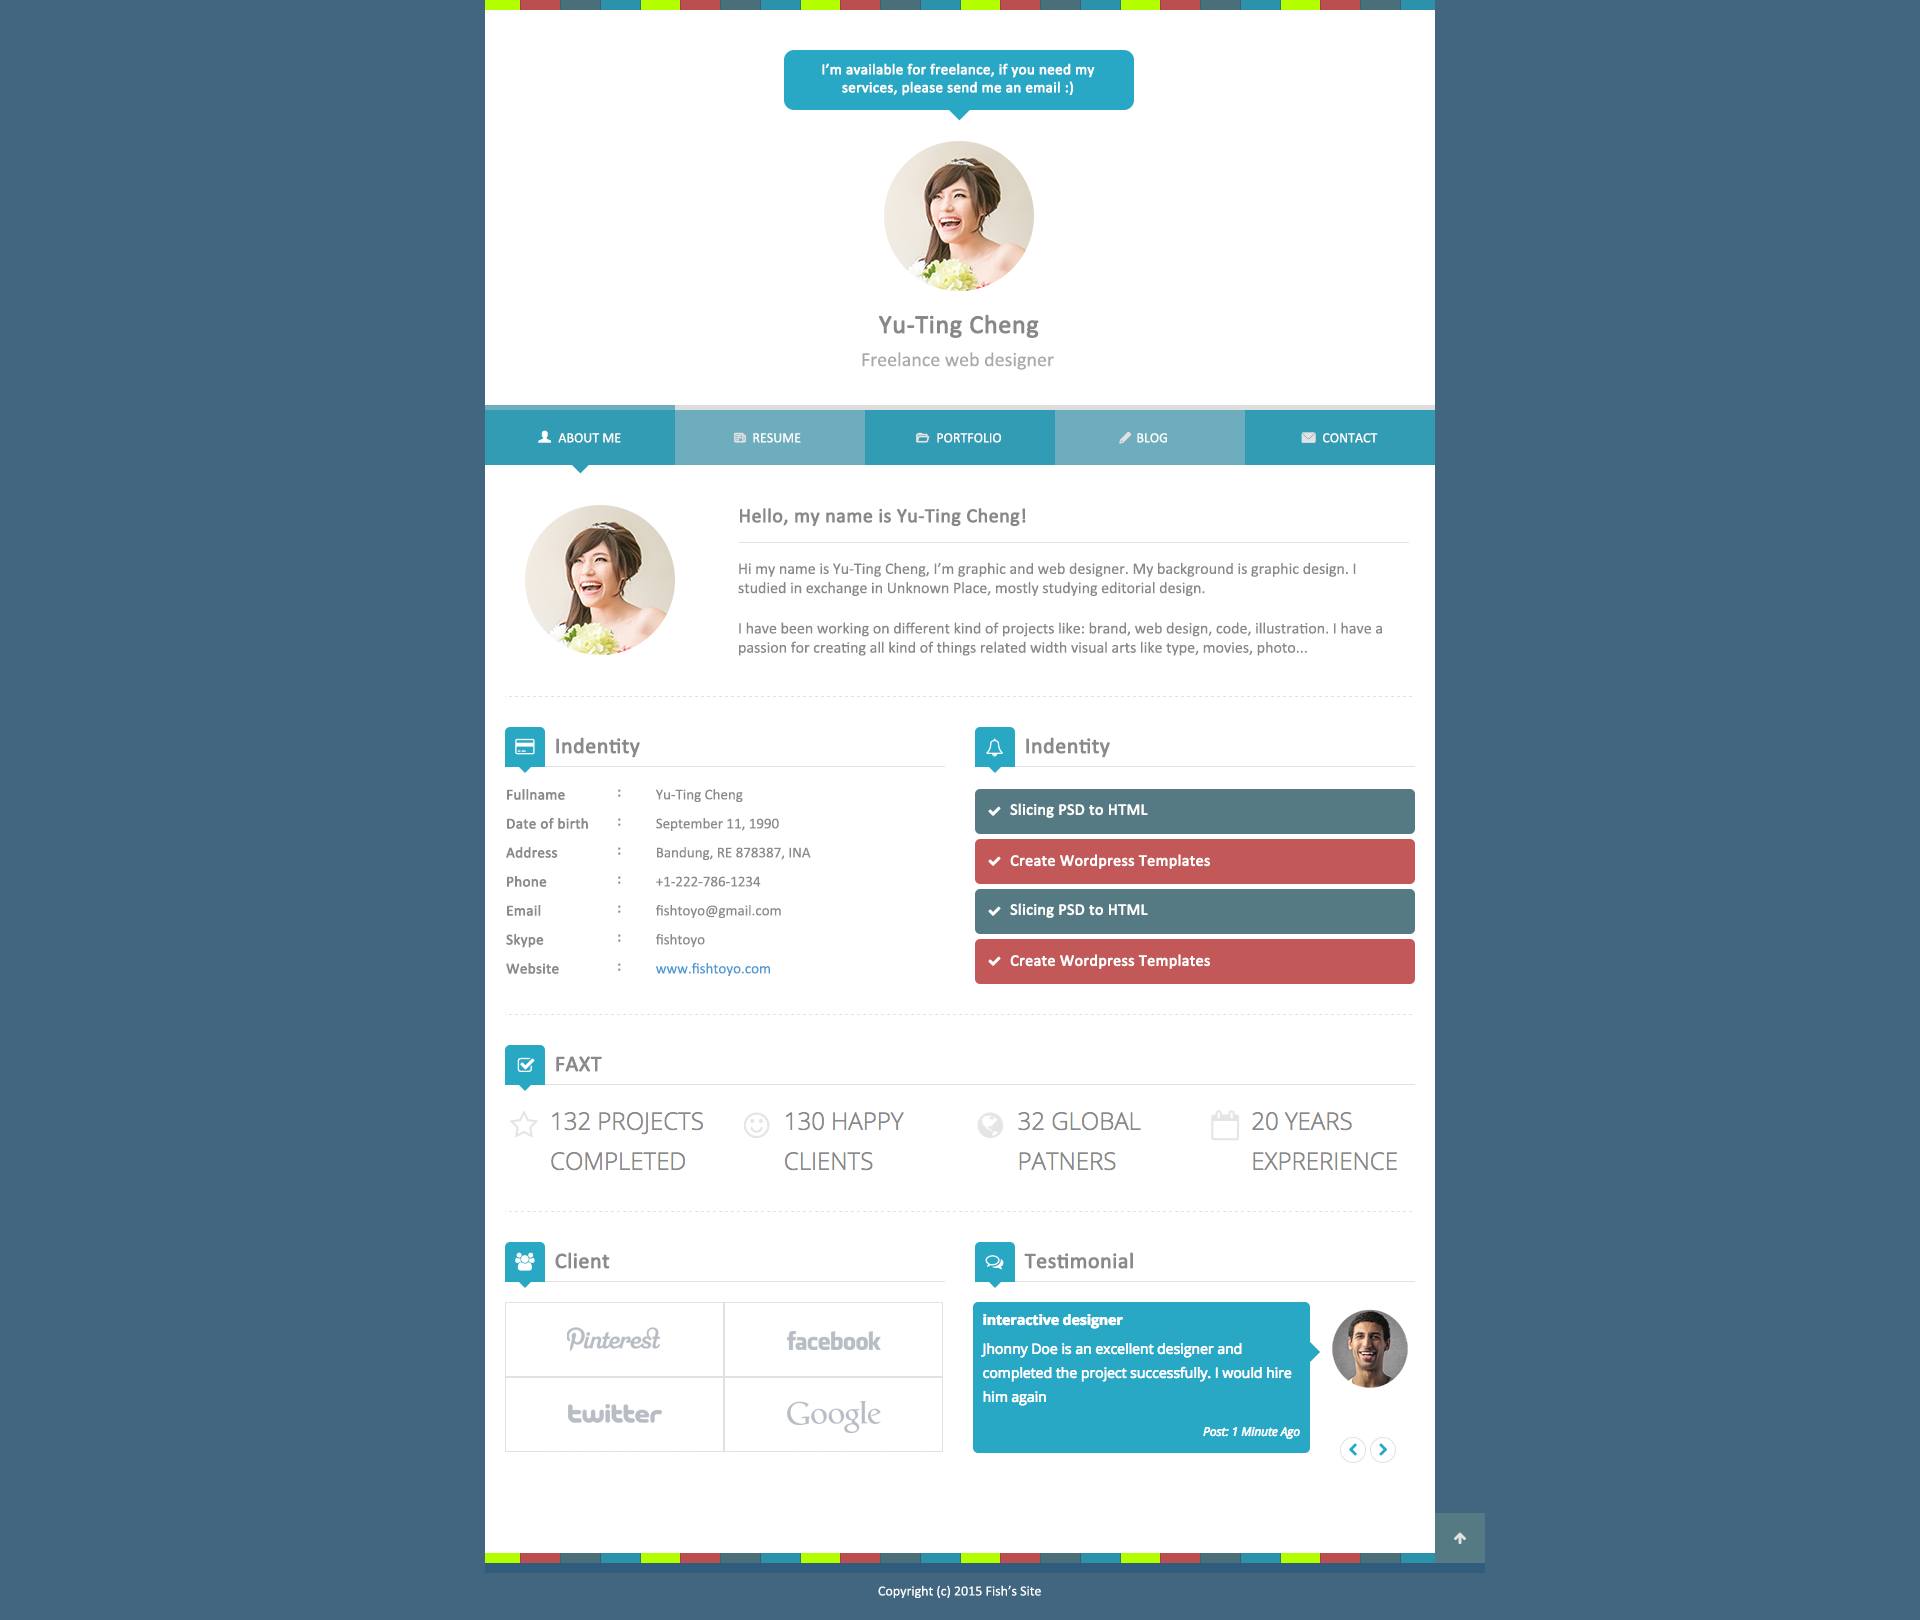 I'm available for freelance, if you need my
services, please send me an email :)
Yu-Ting Cheng
Freelance web designer
ABOUT ME
RESUME
PORTFOLIO
BLOG
CONTACT
Hello, my name is Yu-Ting Cheng!
Hi my name is Yu-Ting Cheng, I'm graphic and web designer. My background is graphic design. I
studied in exchange in Unknown Place, mostly studying editorial design.
I have been working on different kind of projects like: brand, web design, code, illustration. I have a
passion for creating all kind of things related width visual arts like type, movies, photo...
Indentity
Fullname : Yu-Ting Cheng
Date of birth : September 11, 1990
Address : Bandung, RE 878387, INA
Phone : +1-222-786-1234
Email : fishtoyo@gmail.com
Skype : fishtoyo
Website : www.fishtoyo.com
Indentity
Slicing PSD to HTML
Create Wordpress Templates
Slicing PSD to HTML
Create Wordpress Templates
FAXT
132 PROJECTS
COMPLETED
130 HAPPY
CLIENTS
32 GLOBAL
PATNERS
20 YEARS
EXPRERIENCE
Client
Pinterest
facebook
twitter
Google
Testimonial
interactive designer
Jhonny Doe is an excellent designer and
completed the project successfully. I would hire
him again
Post: 1 Minute Ago
Copyright (c) 2015 Fish's Site